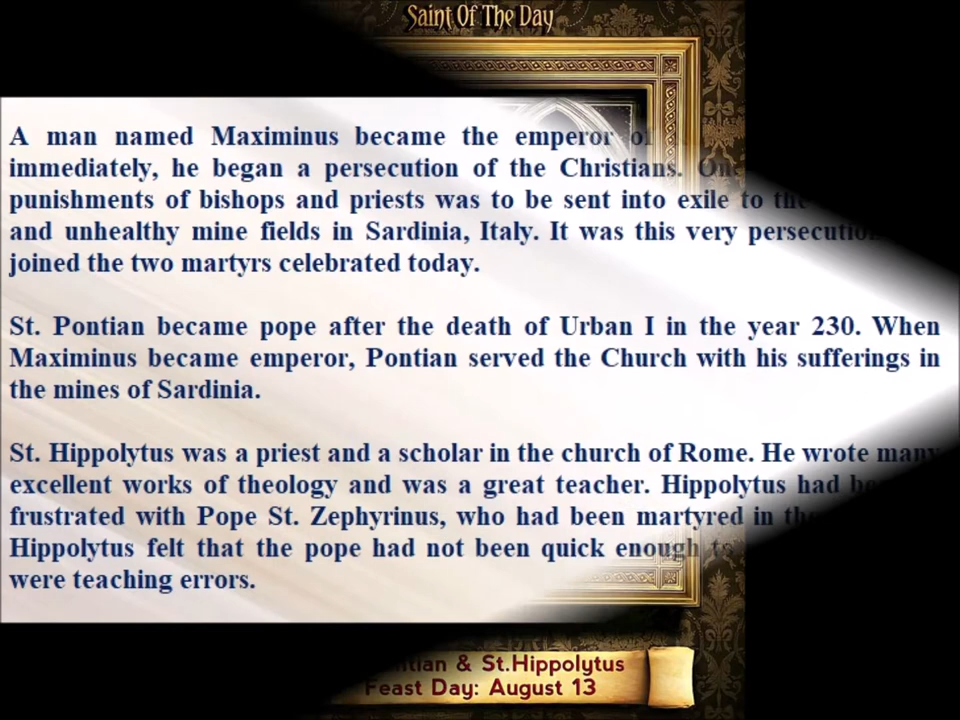 Saint Of The Day
A man named Maximinus became the emperor of
immediately, he began a persecution of the Christians.
punishments of bishops and priests was to be sent into exile to the
and unhealthy mine fields in Sardinia, Italy. It was this very persecution
joined the two martyrs celebrated today.
St. Pontian became pope after the death of Urban I in the year 230. When
Maximinus became emperor, Pontian served the Church with his sufferings in
the mines of Sardinia.
St. Hippolytus was a priest and a scholar in the church of Rome. He wrote many
excellent works of theology and was a great teacher. Hippolytus had
frustrated with Pope St. Zephyrinus, who had been martyred in the
Hippolytus felt that the pope had not been quick enough to
were teaching errors.
& St.Hippolytus
Feast Day: August 13